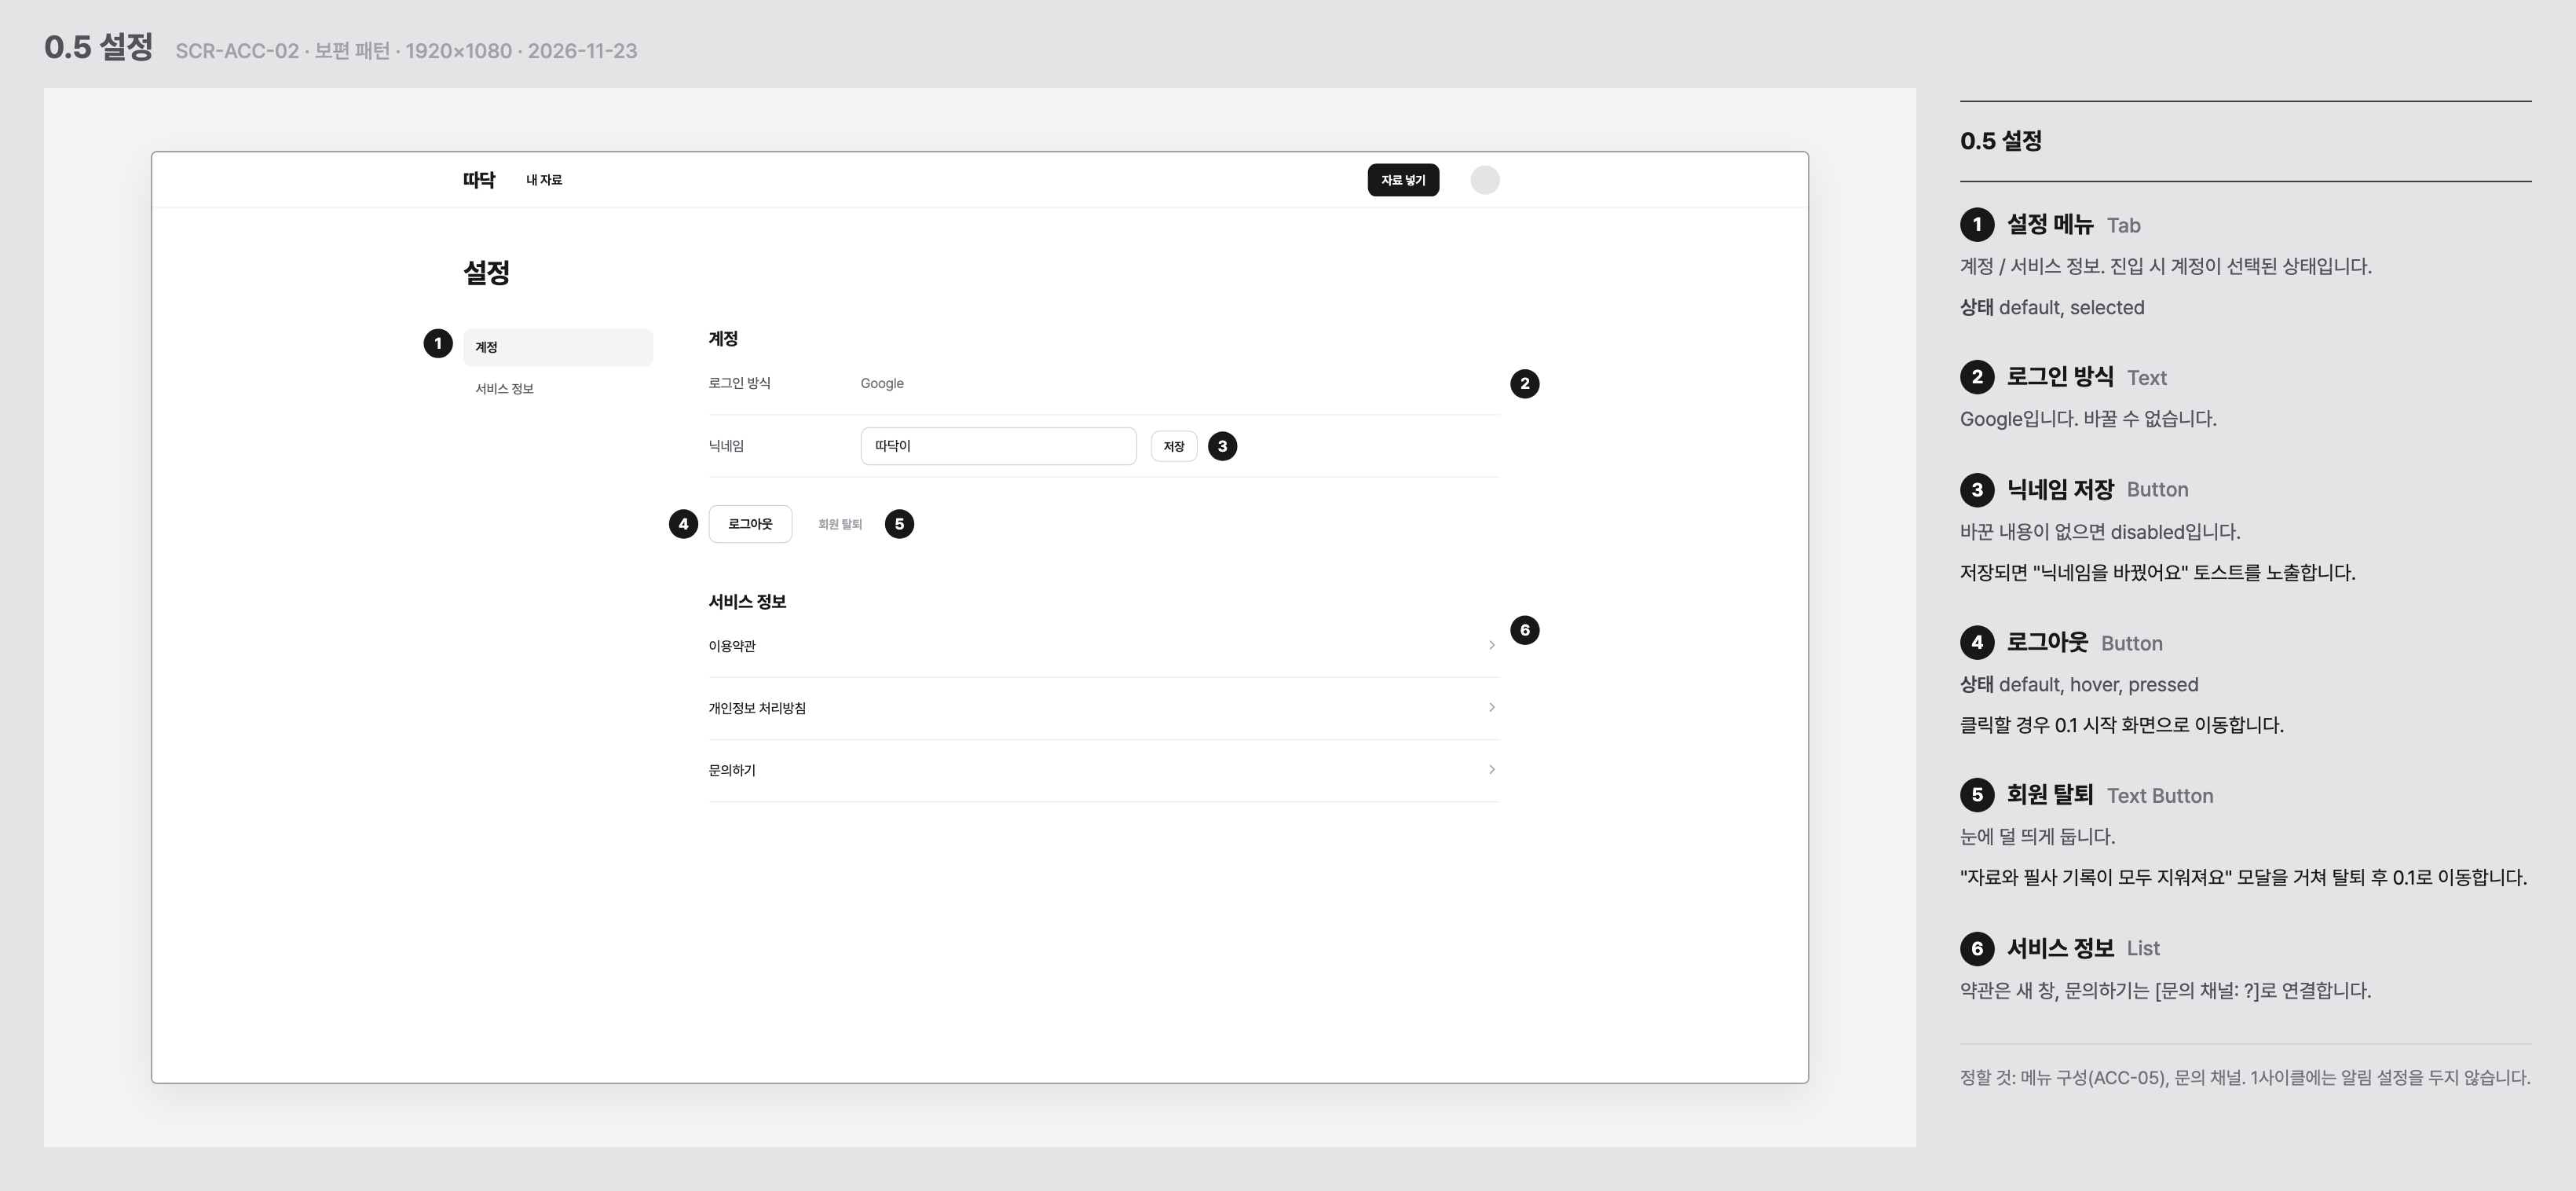 0.5 설정 SCR-ACC-02 · 보편 패턴 · 1920×1080 · 2026-11-23
따닥 내 자료 자료 넣기
설정
1 계정
서비스 정보
계정
로그인 방식 Google 2
닉네임 따닥이 저장 3
4 로그아웃 회원 탈퇴 5
서비스 정보
6
이용약관
개인정보 처리방침
문의하기
0.5 설정
1 설정 메뉴 Tab
계정 / 서비스 정보. 진입 시 계정이 선택된 상태입니다.
상태 default, selected
2 로그인 방식 Text
Google입니다. 바꿀 수 없습니다.
3 닉네임 저장 Button
바꾼 내용이 없으면 disabled입니다.
저장되면 "닉네임을 바꿨어요" 토스트를 노출합니다.
4 로그아웃 Button
상태 default, hover, pressed
클릭할 경우 0.1 시작 화면으로 이동합니다.
5 회원 탈퇴 Text Button
눈에 덜 띄게 둡니다.
"자료와 필사 기록이 모두 지워져요" 모달을 거쳐 탈퇴 후 0.1로 이동합니다.
6 서비스 정보 List
약관은 새 창, 문의하기는 [문의 채널: ?]로 연결합니다.
정할 것: 메뉴 구성(ACC-05), 문의 채널. 1사이클에는 알림 설정을 두지 않습니다.